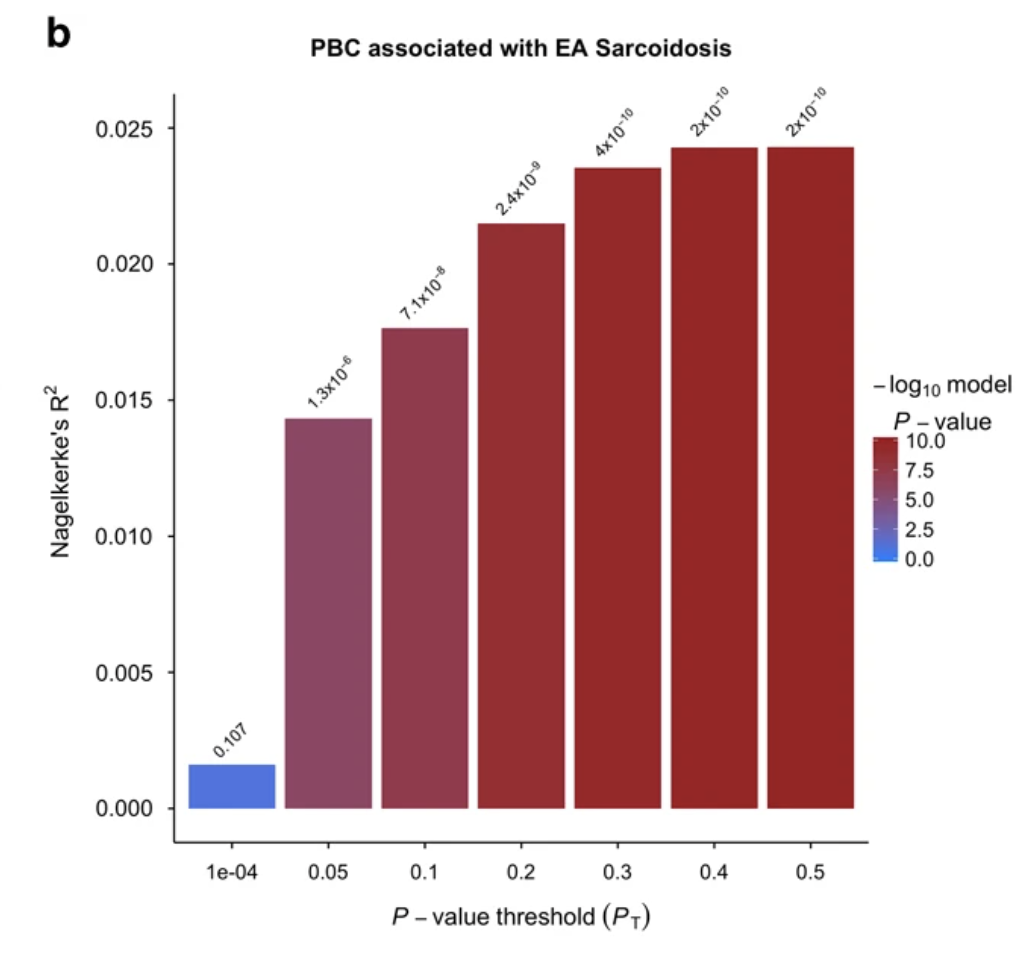 b
PBC associated with EA Sarcoidosis
Nagelkerke's R²
0.025
0.020
0.015
0.010
0.005
0.000
0.107
1.3x10⁻⁶
7.1x10⁻⁸
2.4x10⁻⁹
4x10⁻¹⁰
2x10⁻¹⁰
2x10⁻¹⁰
1e-04 0.05 0.1 0.2 0.3 0.4 0.5
P – value threshold (P_T)
– log₁₀ model
P – value
10.0
7.5
5.0
2.5
0.0